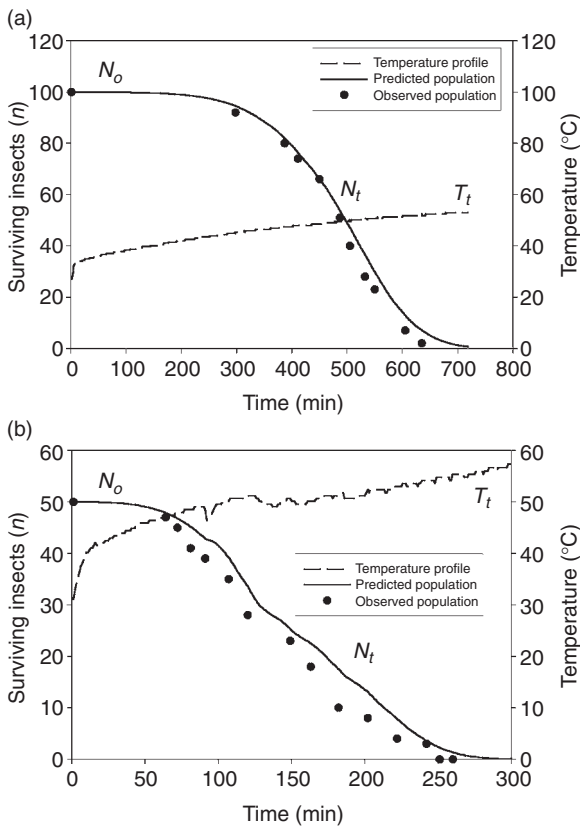 (a)
120
100
80
60
40
20
0
Surviving insects (n)
N_o
N_t
T_t
Temperature profile
Predicted population
Observed population
120
100
80
60
40
20
0
Temperature (°C)
0 100 200 300 400 500 600 700 800
Time (min)
(b)
60
50
40
30
20
10
0
Surviving insects (n)
N_o
T_t
Temperature profile
Predicted population
Observed population
N_t
60
50
40
30
20
10
0
Temperature (°C)
0 50 100 150 200 250 300
Time (min)